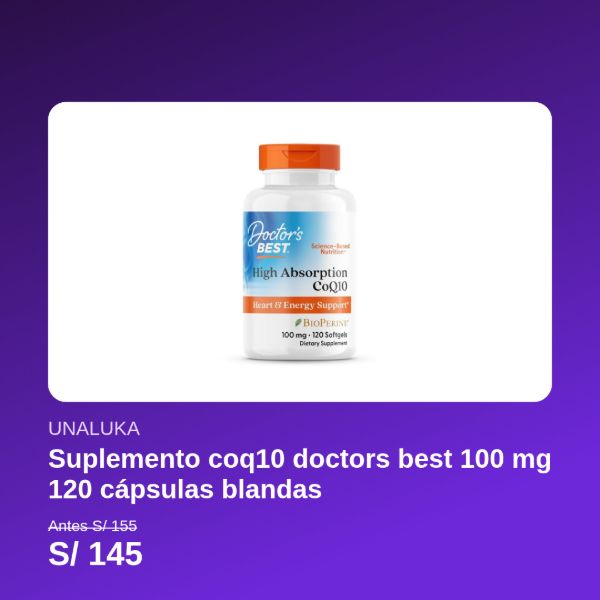 Doctor's
BEST
Science-Based
Nutrition™
High Absorption
CoQ10
Heart & Energy Support*
BIOPERINE®
100 mg • 120 Softgels
Dietary Supplement
UNALUKA
Suplemento coq10 doctors best 100 mg
120 cápsulas blandas
Antes S/ 155
S/ 145